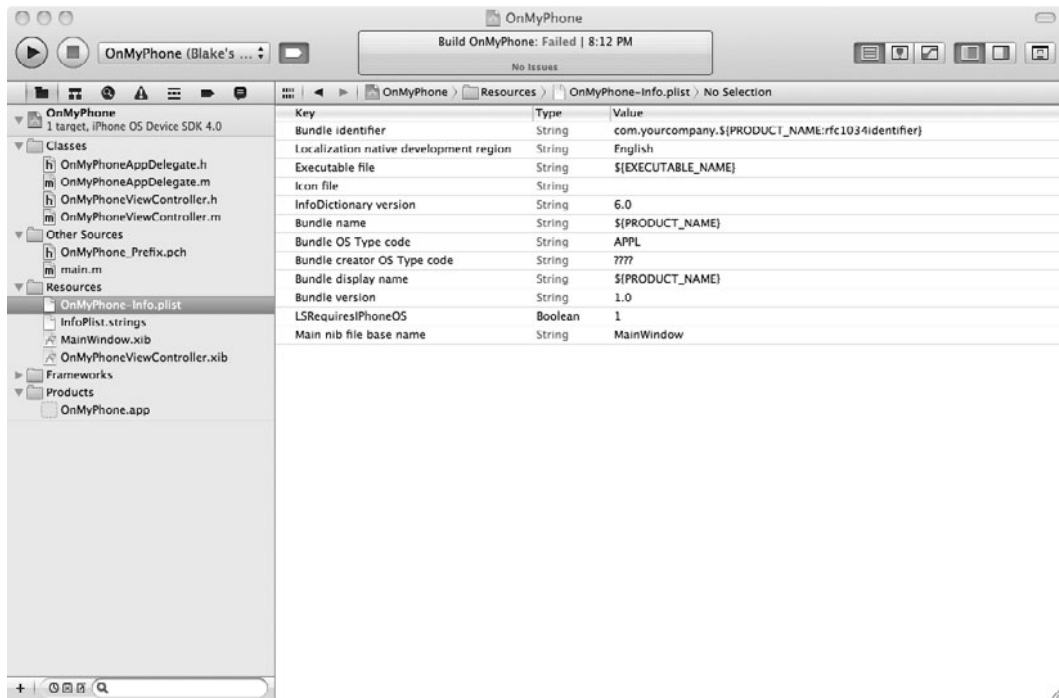 OnMyPhone
OnMyPhone (Blake's ...
Build OnMyPhone: Failed | 8:12 PM
No Issues
OnMyPhone
1 target, iPhone OS Device SDK 4.0
Classes
h OnMyPhoneAppDelegate.h
m OnMyPhoneAppDelegate.m
h OnMyPhoneViewController.h
m OnMyPhoneViewController.m
Other Sources
h OnMyPhone_Prefix.pch
m main.m
Resources
OnMyPhone-Info.plist
InfoPlist.strings
MainWindow.xib
OnMyPhoneViewController.xib
Frameworks
Products
OnMyPhone.app
OnMyPhone Resources OnMyPhone-Info.plist No Selection
Key Type Value
Bundle identifier String com.yourcompany.${PRODUCT_NAME:rfc1034identifier}
Localization native development region String English
Executable file String ${EXECUTABLE_NAME}
Icon file String
InfoDictionary version String 6.0
Bundle name String ${PRODUCT_NAME}
Bundle OS Type code String APPL
Bundle creator OS Type code String ????
Bundle display name String ${PRODUCT_NAME}
Bundle version String 1.0
LSRequiresIPhoneOS Boolean 1
Main nib file base name String MainWindow